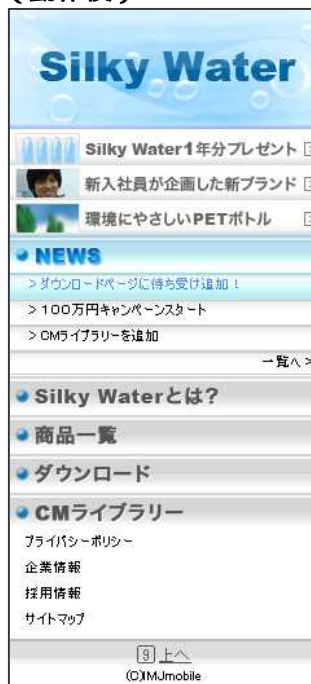 Silky Water
Silky Water1年分プレゼント
新入社員が企画した新ブランド
環境にやさしいPETボトル
NEWS
>ダウンロードページに待ち受け追加!
>100万円キャンペーンスタート
>CMライブラリーを追加
一覧へ>
Silky Waterとは?
商品一覧
ダウンロード
CMライブラリー
プライバシーポリシー
企業情報
採用情報
サイトマップ
9 上へ
(C)IMJmobile